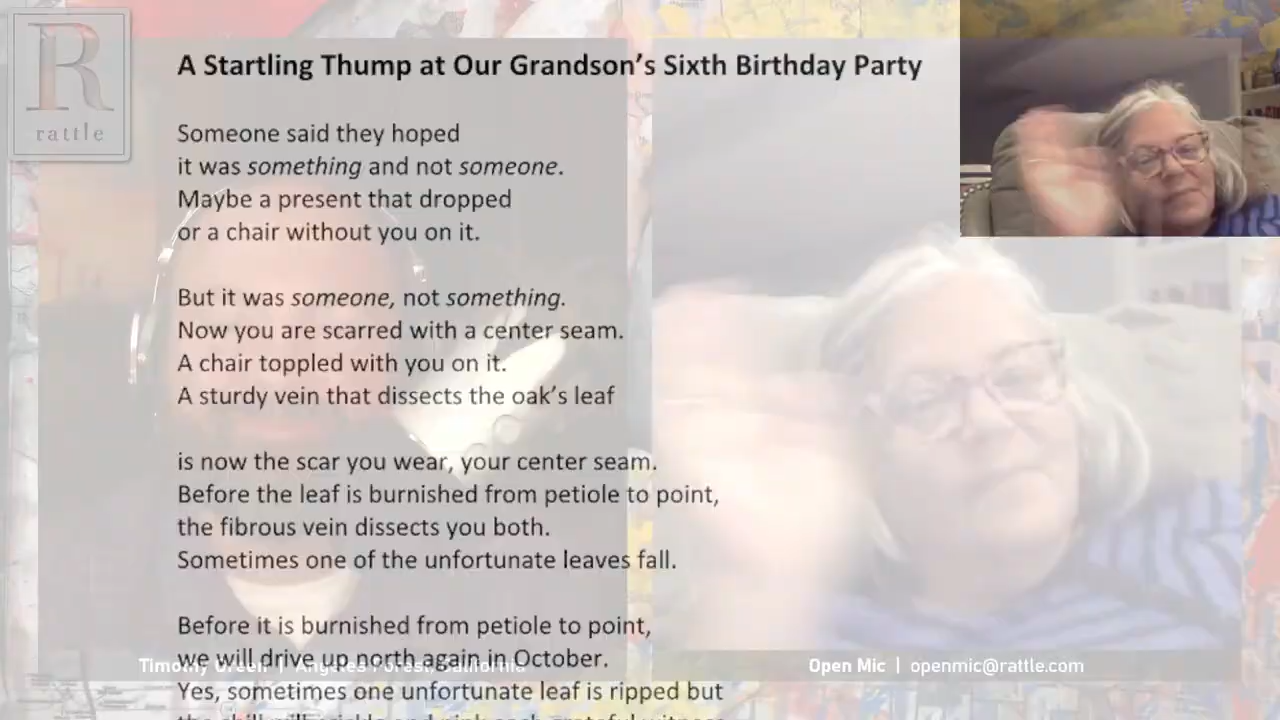 R
rattle
A Startling Thump at Our Grandson’s Sixth Birthday Party
Someone said they hoped
it was something and not someone.
Maybe a present that dropped
or a chair without you on it.
But it was someone, not something.
Now you are scarred with a center seam.
A chair toppled with you on it.
A sturdy vein that dissects the oak’s leaf
is now the scar you wear, your center seam.
Before the leaf is burnished from petiole to point,
the fibrous vein dissects you both.
Sometimes one of the unfortunate leaves fall.
Before it is burnished from petiole to point,
we will drive up north again in October.
Timothy Green | Angeles Forest, California
Open Mic | openmic@rattle.com
Yes, sometimes one unfortunate leaf is ripped but